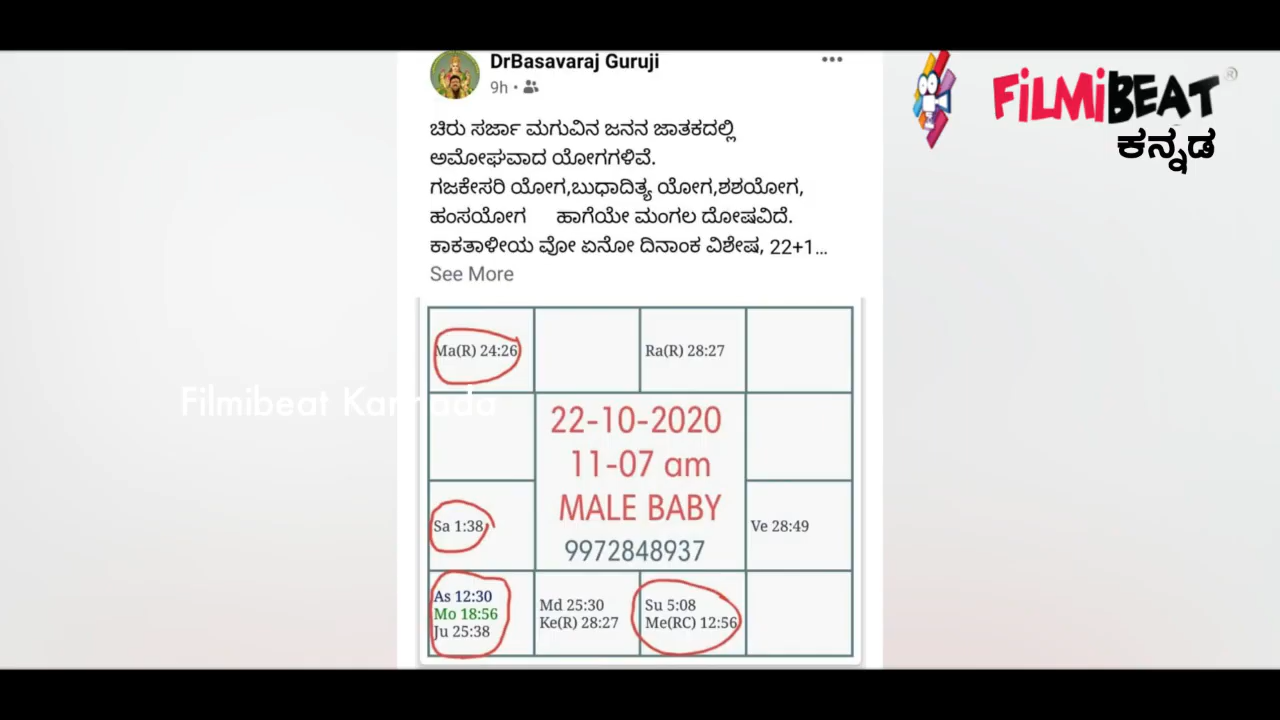 DrBasavaraj Guruji
9h
ಚಿರು ಸರ್ಜಾ ಮಗುವಿನ ಜನನ ಜಾತಕದಲ್ಲಿ
ಅಮೋಘವಾದ ಯೋಗಗಳಿವೆ.
ಗಜಕೇಸರಿ ಯೋಗ,ಬುಧಾದಿತ್ಯ ಯೋಗ,ಶಶಯೋಗ,
ಹಂಸಯೋಗ ಹಾಗೆಯೇ ಮಂಗಲ ದೋಷವಿದೆ.
ಕಾಕತಾಳೀಯ ವೋ ಏನೋ ದಿನಾಂಕ ವಿಶೇಷ, 22+1...
See More
FiLMiBEAT®
ಕನ್ನಡ
Ma(R) 24:26
Ra(R) 28:27
Filmibeat Kannada
22-10-2020
11-07 am
MALE BABY
9972848937
Sa 1:38
Ve 28:49
As 12:30
Mo 18:56
Ju 25:38
Md 25:30
Ke(R) 28:27
Su 5:08
Me(RC) 12:56